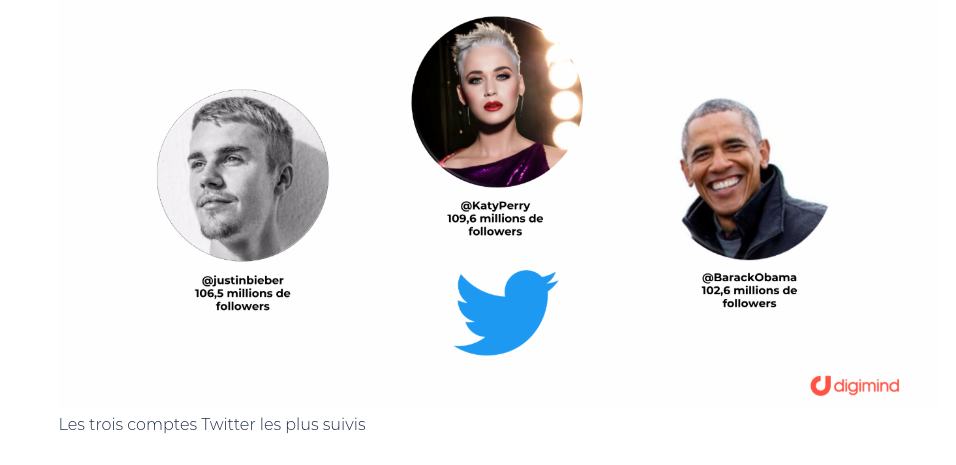 @KatyPerry
109,6 millions de
followers
@justinbieber
106,5 millions de
followers
@BarackObama
102,6 millions de
followers
digimind
Les trois comptes Twitter les plus suivis